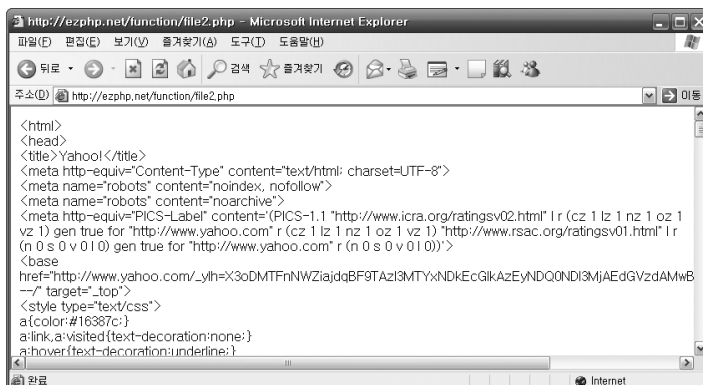 http://ezphp.net/function/file2.php - Microsoft Internet Explorer
파일(F) 편집(E) 보기(V) 즐겨찾기(A) 도구(T) 도움말(H)
뒤로 검색 즐겨찾기
주소(D) http://ezphp.net/function/file2.php 이동
<html>
<head>
<title>Yahoo!</title>
<meta http-equiv="Content-Type" content="text/html; charset=UTF-8">
<meta name="robots" content="noindex, nofollow">
<meta name="robots" content="noarchive">
<meta http-equiv="PICS-Label" content='(PICS-1.1 "http://www.icra.org/ratingsv02.html" l r (cz 1 lz 1 nz 1 oz 1
vz 1) gen true for "http://www.yahoo.com" r (cz 1 lz 1 nz 1 oz 1 vz 1) "http://www.rsac.org/ratingsv01.html" l r
(n 0 s 0 v 0 l 0) gen true for "http://www.yahoo.com" r (n 0 s 0 v 0 l 0))'>
<base
href="http://www.yahoo.com/_ylh=X3oDMTFnNWZiajdqBF9TAzI3MTYxNDkEcGlkAzEyNDQ0NDI3MjAEdGVzdAMwB
--/" target="_top">
<style type="text/css">
a{color:#16387c;}
a:link,a:visited{text-decoration:none;}
a:hover{text-decoration:underline;}
완료 Internet